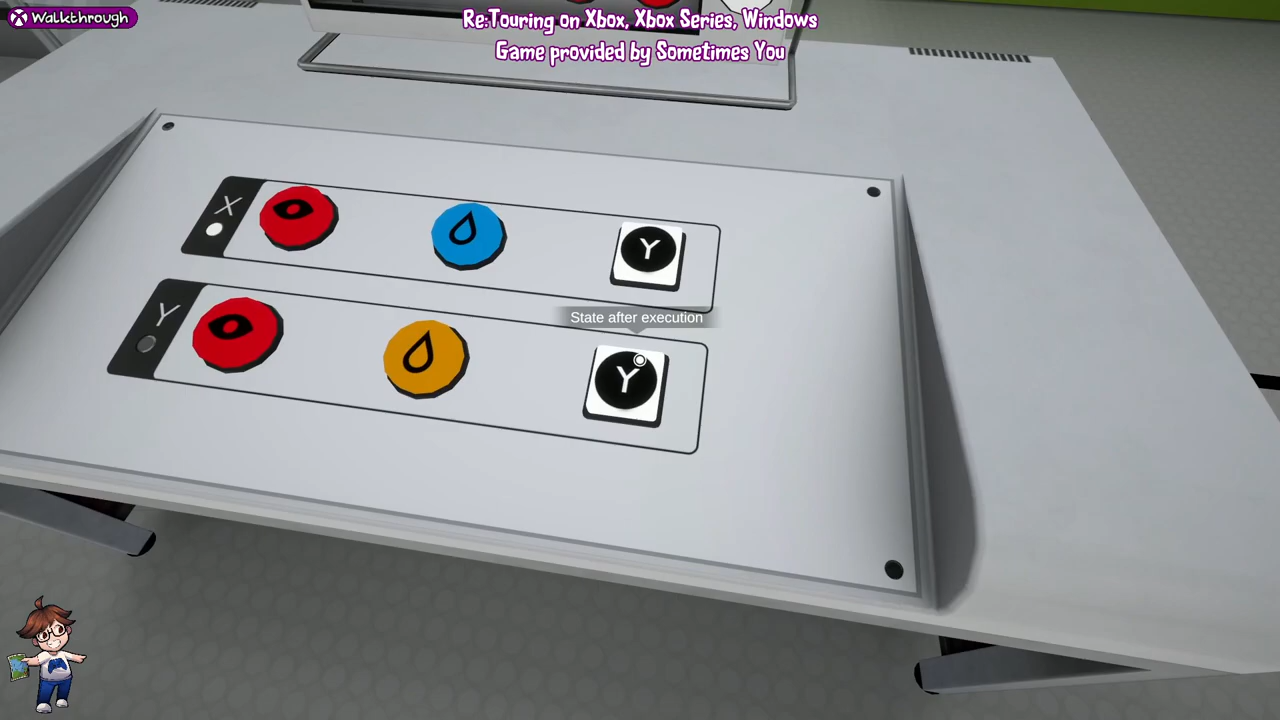 Walkthrough
Re:Touring on Xbox, Xbox Series, Windows
Game provided by Sometimes You
X
Y
State after execution
Y
Y